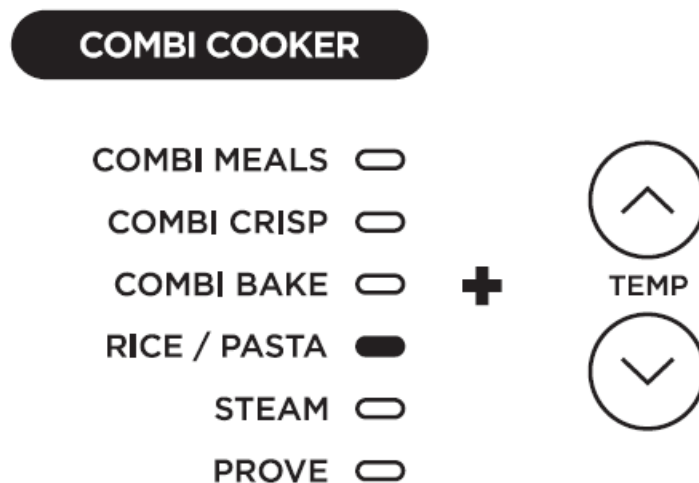 COMBI COOKER
COMBI MEALS
COMBI CRISP
COMBI BAKE
RICE / PASTA
STEAM
PROVE
TEMP